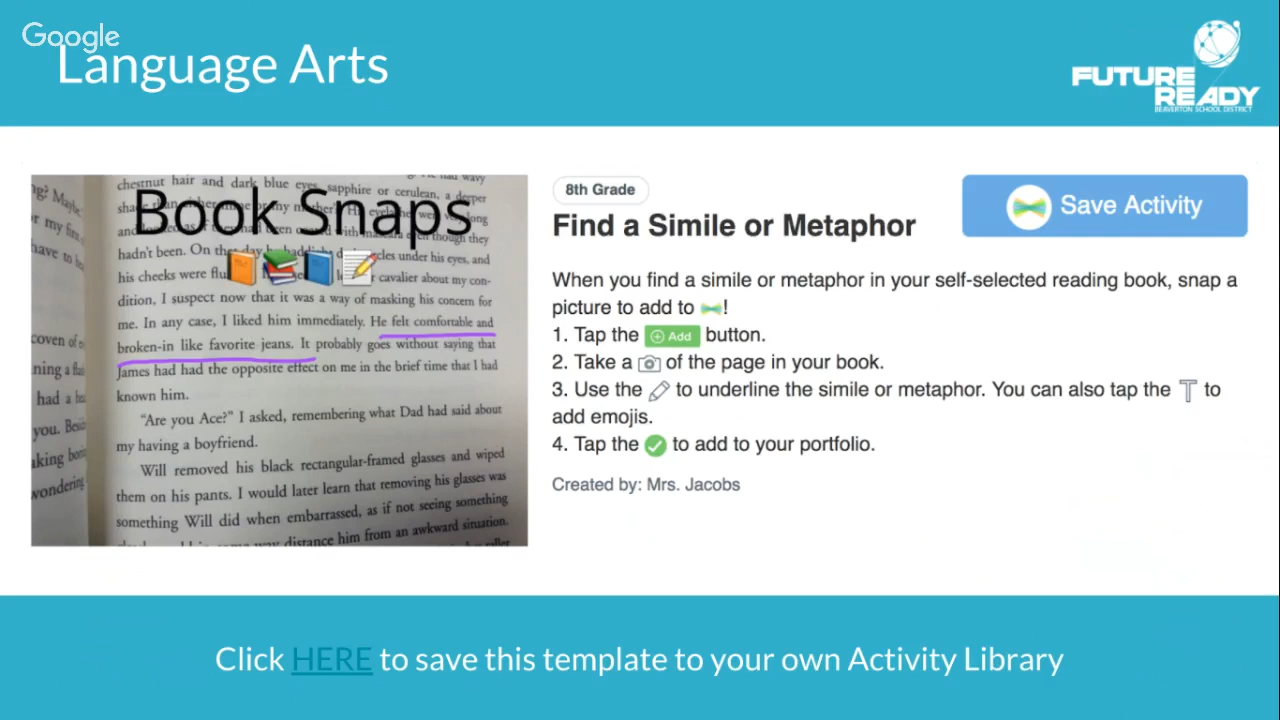 Google
Language Arts
FUTURE
READY
BEAVERTON SCHOOL DISTRICT
chestnut hair and dark blue eyes, sapphire or cerulean, a deeper
Book Snaps
hadn't been. On the
under his eyes, and
his cheeks were
cavalier about my con-
dition, I suspect now that it was a way of masking his concern for
me. In any case, I liked him immediately. He felt comfortable and
broken-in like favorite jeans. It probably goes without saying that
James had had the opposite effect on me in the brief time that I had
known him.
"Are you Ace?" I asked, remembering what Dad had said about
my having a boyfriend.
Will removed his black rectangular-framed glasses and wiped
them on his pants. I would later learn that removing his glasses was
something Will did when embarrassed, as if not seeing something
way distance him from an awkward situation.
have to
coven of
had a
you.
wondering
8th Grade
Find a Simile or Metaphor
Save Activity
When you find a simile or metaphor in your self-selected reading book, snap a
picture to add to !
1. Tap the Add button.
2. Take a of the page in your book.
3. Use the to underline the simile or metaphor. You can also tap the T to
add emojis.
4. Tap the to add to your portfolio.
Created by: Mrs. Jacobs
Click HERE to save this template to your own Activity Library